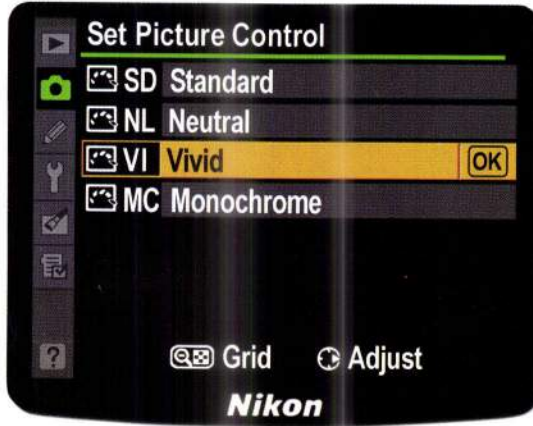 Set Picture Control
SD Standard
NL Neutral
VI Vivid OK
MC Monochrome
? Grid Adjust
Nikon